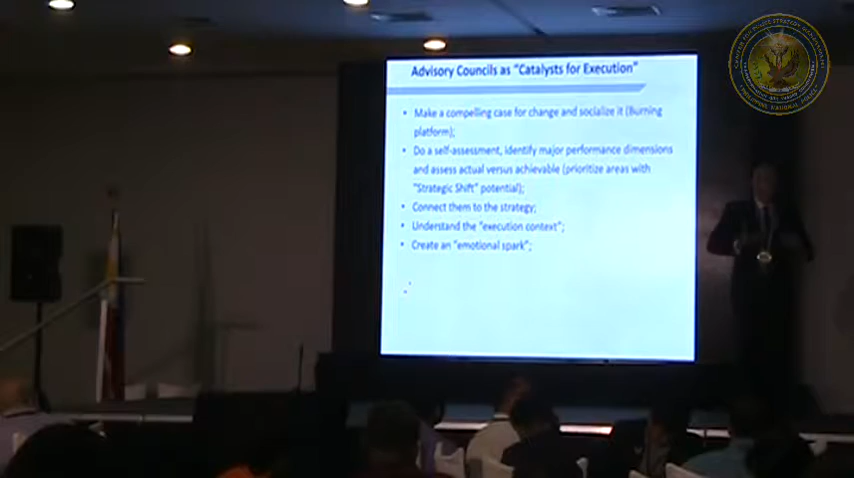 Advisory Councils as "Catalysts for Execution"
• Make a compelling case for change and socialize it (Burning
platform);
• Do a self-assessment, identify major performance dimensions
and assess actual versus achievable (prioritize areas with
"Strategic Shift" potential);
• Connect them to the strategy;
• Understand the "execution context";
• Create an "emotional spark";